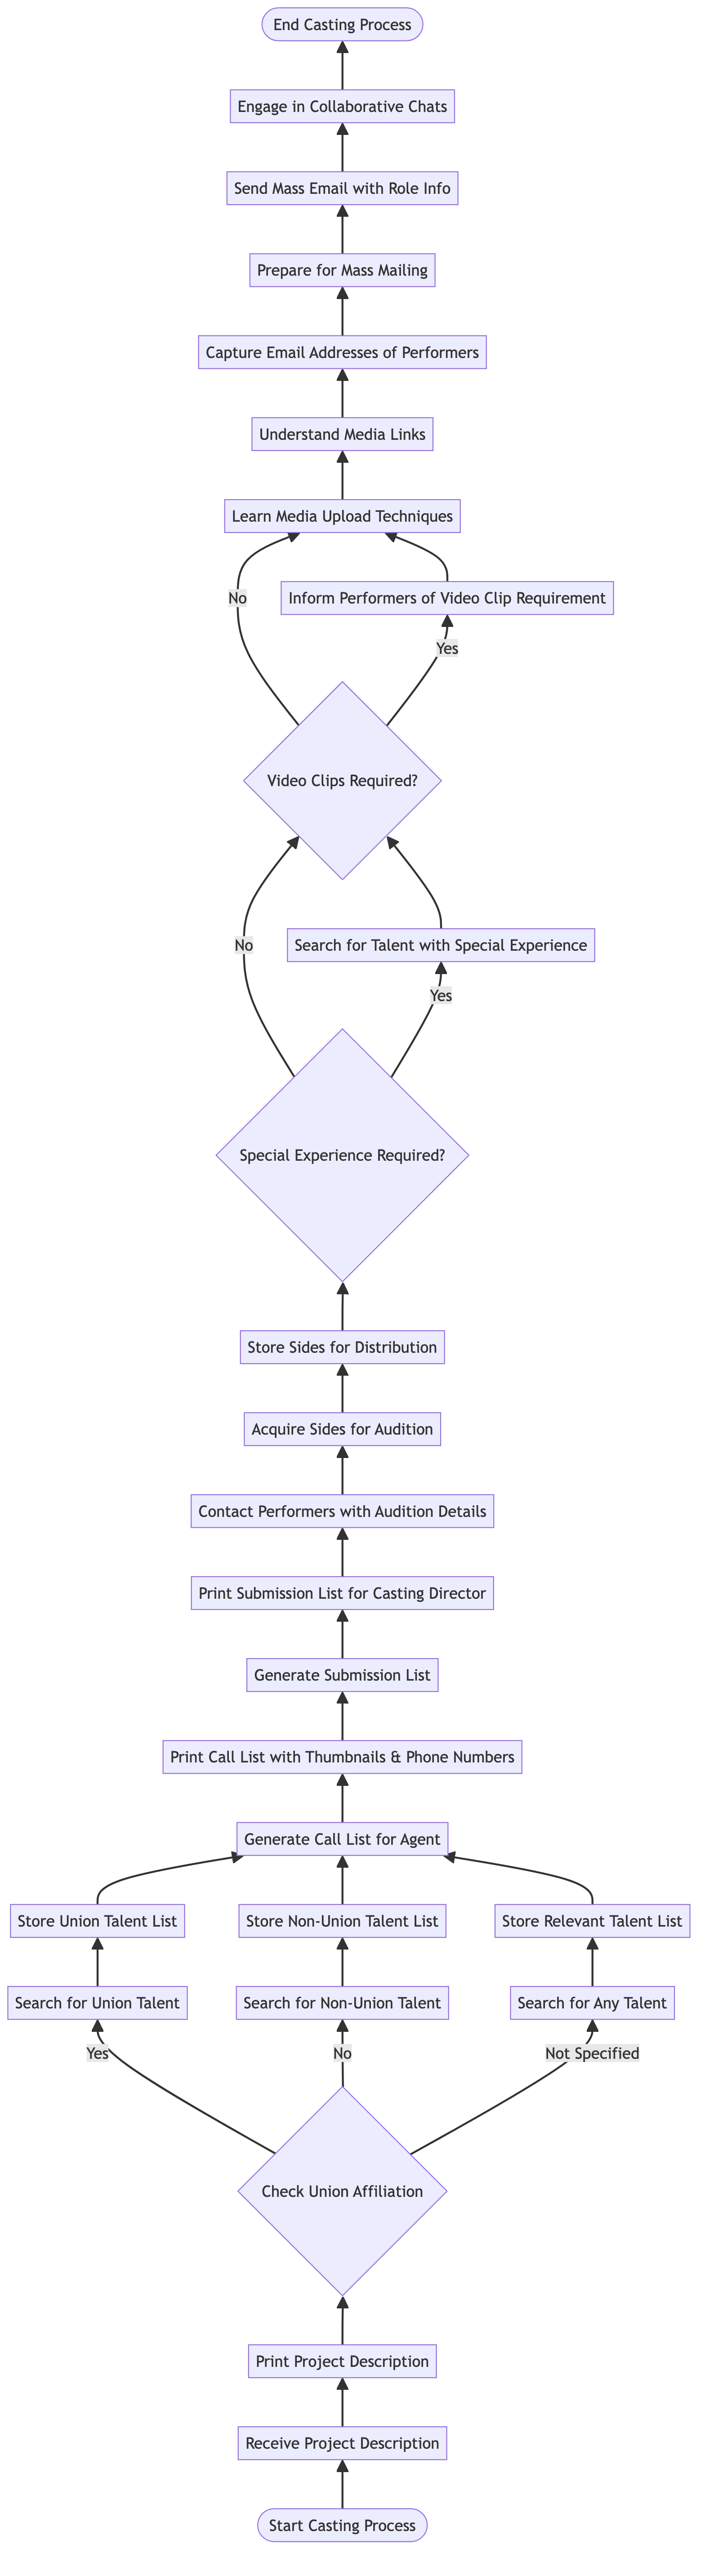 End Casting Process
Engage in Collaborative Chats
Send Mass Email with Role Info
Prepare for Mass Mailing
Capture Email Addresses of Performers
Understand Media Links
Learn Media Upload Techniques
No
Inform Performers of Video Clip Requirement
Yes
Video Clips Required?
No
Search for Talent with Special Experience
Yes
Special Experience Required?
Store Sides for Distribution
Acquire Sides for Audition
Contact Performers with Audition Details
Print Submission List for Casting Director
Generate Submission List
Print Call List with Thumbnails & Phone Numbers
Generate Call List for Agent
Store Union Talent List
Store Non-Union Talent List
Store Relevant Talent List
Search for Union Talent
Search for Non-Union Talent
Search for Any Talent
Yes
No
Not Specified
Check Union Affiliation
Print Project Description
Receive Project Description
Start Casting Process